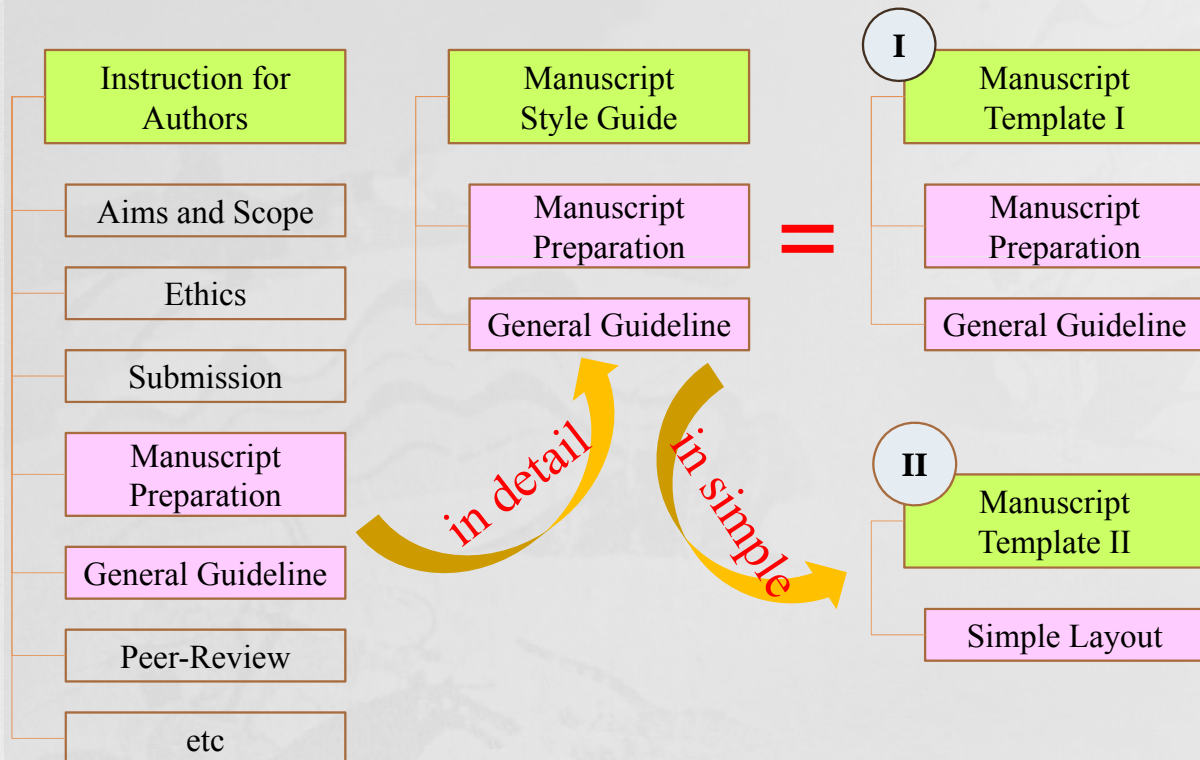 Instruction for
Authors
Aims and Scope
Ethics
Submission
Manuscript
Preparation
General Guideline
Peer-Review
etc
in detail
Manuscript
Style Guide
Manuscript
Preparation
General Guideline
=
in simple
I
Manuscript
Template I
Manuscript
Preparation
General Guideline
II
Manuscript
Template II
Simple Layout